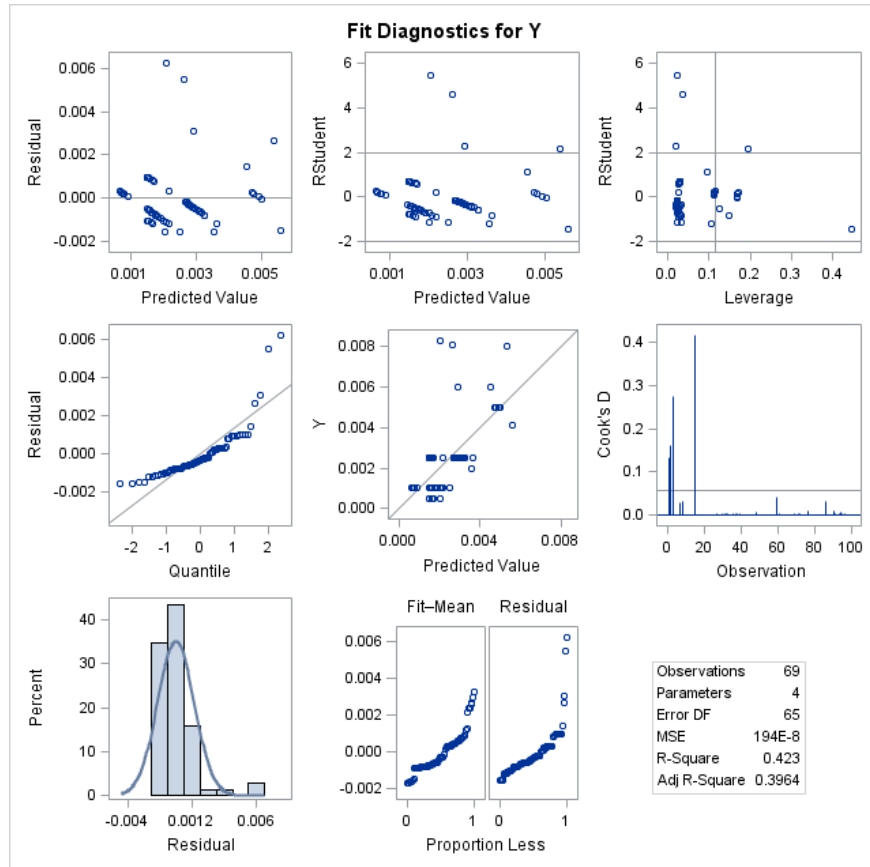 Fit Diagnostics for Y
Residual
0.006
0.004
0.002
0.000
-0.002
0.001 0.003 0.005
Predicted Value
RStudent
6
4
2
0
-2
0.001 0.003 0.005
Predicted Value
RStudent
6
4
2
0
-2
0.0 0.1 0.2 0.3 0.4
Leverage
Residual
0.006
0.004
0.002
0.000
-0.002
-2 -1 0 1 2
Quantile
Y
0.008
0.006
0.004
0.002
0.000
0.000 0.004 0.008
Predicted Value
Cook's D
0.4
0.3
0.2
0.1
0.0
0 20 40 60 80 100
Observation
Percent
40
30
20
10
0
-0.004 0.0012 0.006
Residual
Fit–Mean Residual
0.006
0.004
0.002
0.000
-0.002
0 1 0 1
Proportion Less
Observations 69
Parameters 4
Error DF 65
MSE 194E-8
R-Square 0.423
Adj R-Square 0.3964